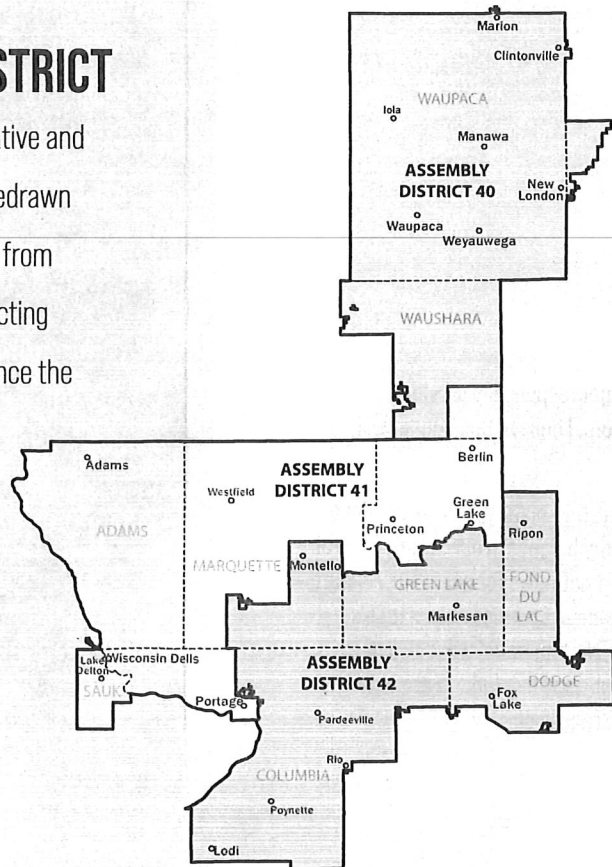 STRICT
tive and
edrawn
from
cting
nce the
Marion
Clintonville
WAUPACA
Iola
Manawa
ASSEMBLY
DISTRICT 40
New
London
Waupaca
Weyauwega
WAUSHARA
Adams
ASSEMBLY
DISTRICT 41
Berlin
Westfield
Green
Lake
Princeton
Ripon
ADAMS
MARQUETTE
Montello
GREEN LAKE
FOND
DU
LAC
Markesan
Lake
Delton
Wisconsin Dells
SAUK
ASSEMBLY
DISTRICT 42
DODGE
Portage
Fox
Lake
Pardeeville
Rio
COLUMBIA
Poynette
Lodi